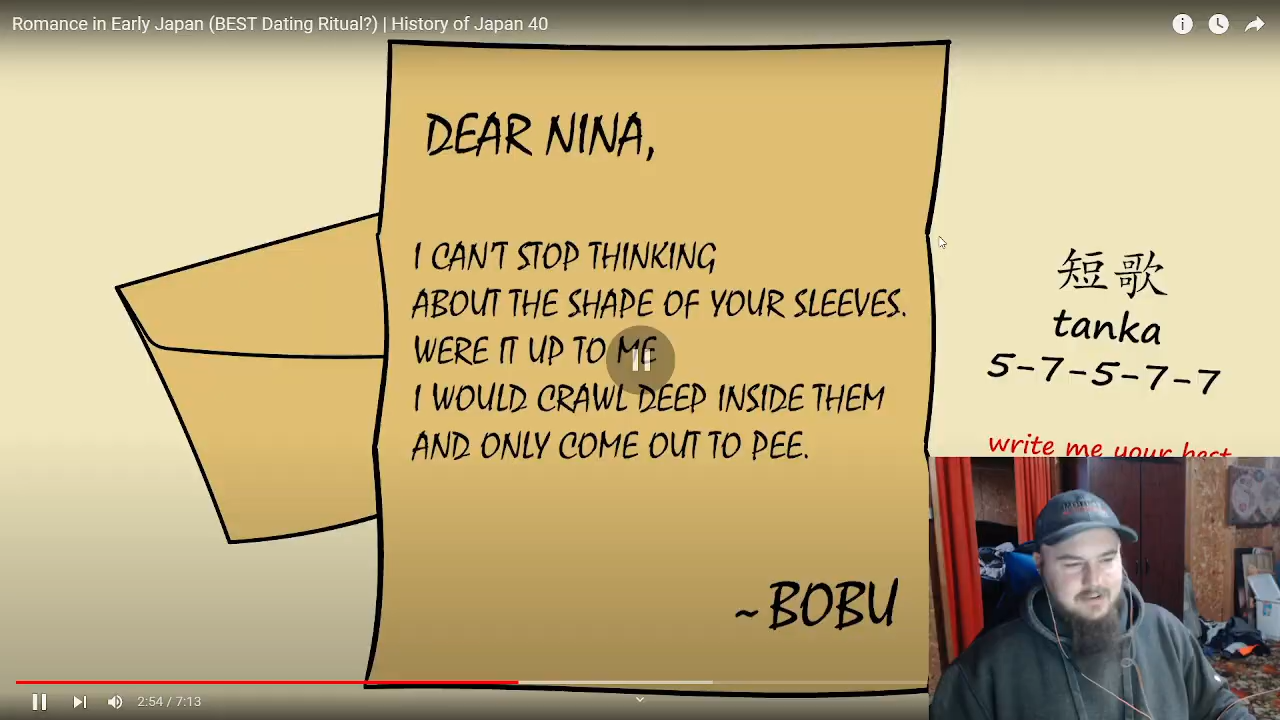 Romance in Early Japan (BEST Dating Ritual?) | History of Japan 40
DEAR NINA,
I CAN'T STOP THINKING
ABOUT THE SHAPE OF YOUR SLEEVES.
WERE IT UP TO ME
I WOULD CRAWL DEEP INSIDE THEM
AND ONLY COME OUT TO PEE.
~BOBU
短歌
tanka
5-7-5-7-7
write me your best
2:54 / 7:13